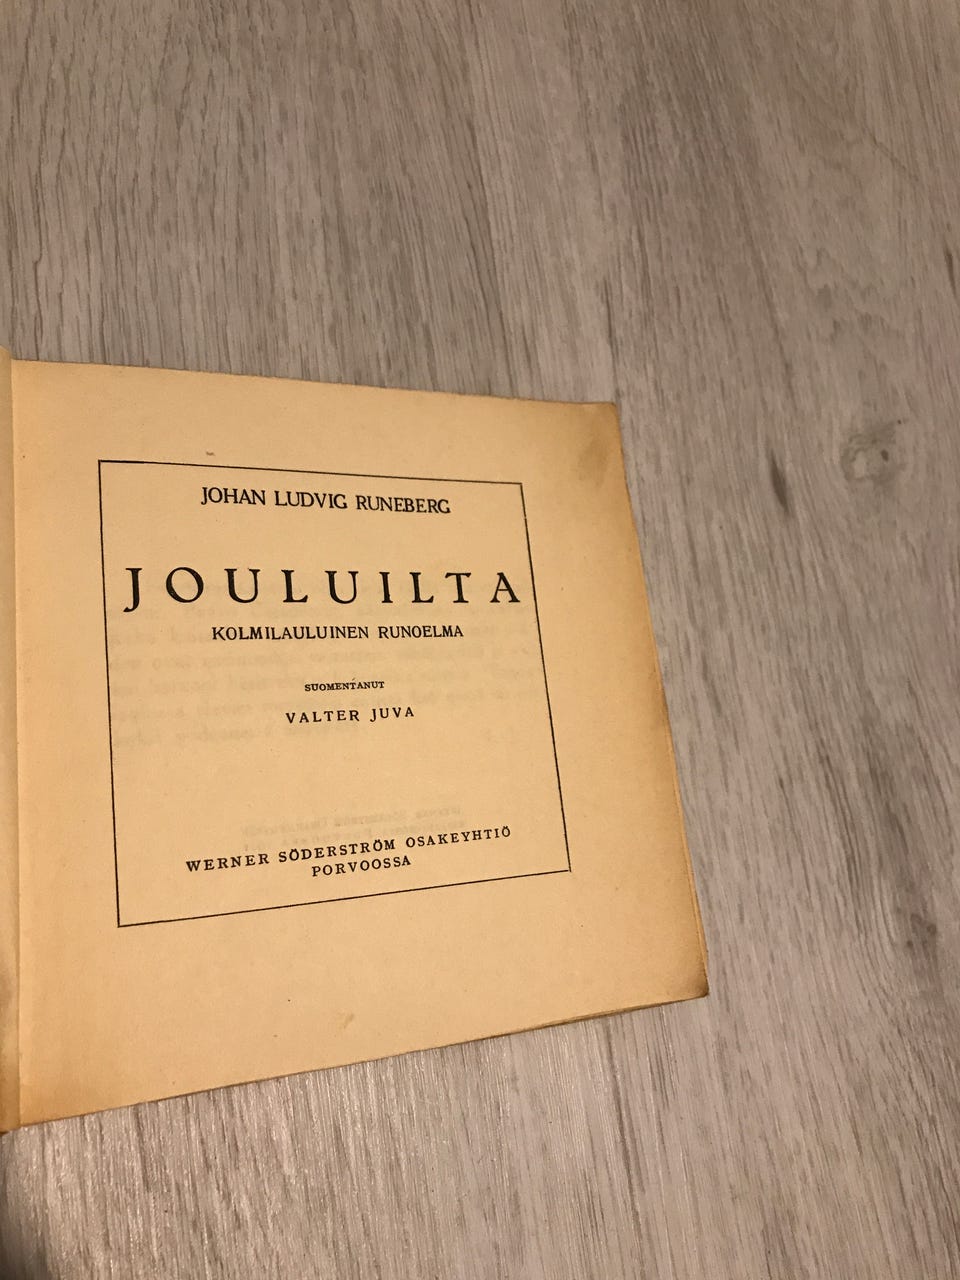 JOHAN LUDVIG RUNEBERG
JOULUILTA
KOLMILAULUINEN RUNOELMA
SUOMENTANUT
VALTER JUVA
WERNER SÖDERSTRÖM OSAKEYHTIÖ
PORVOOSSA